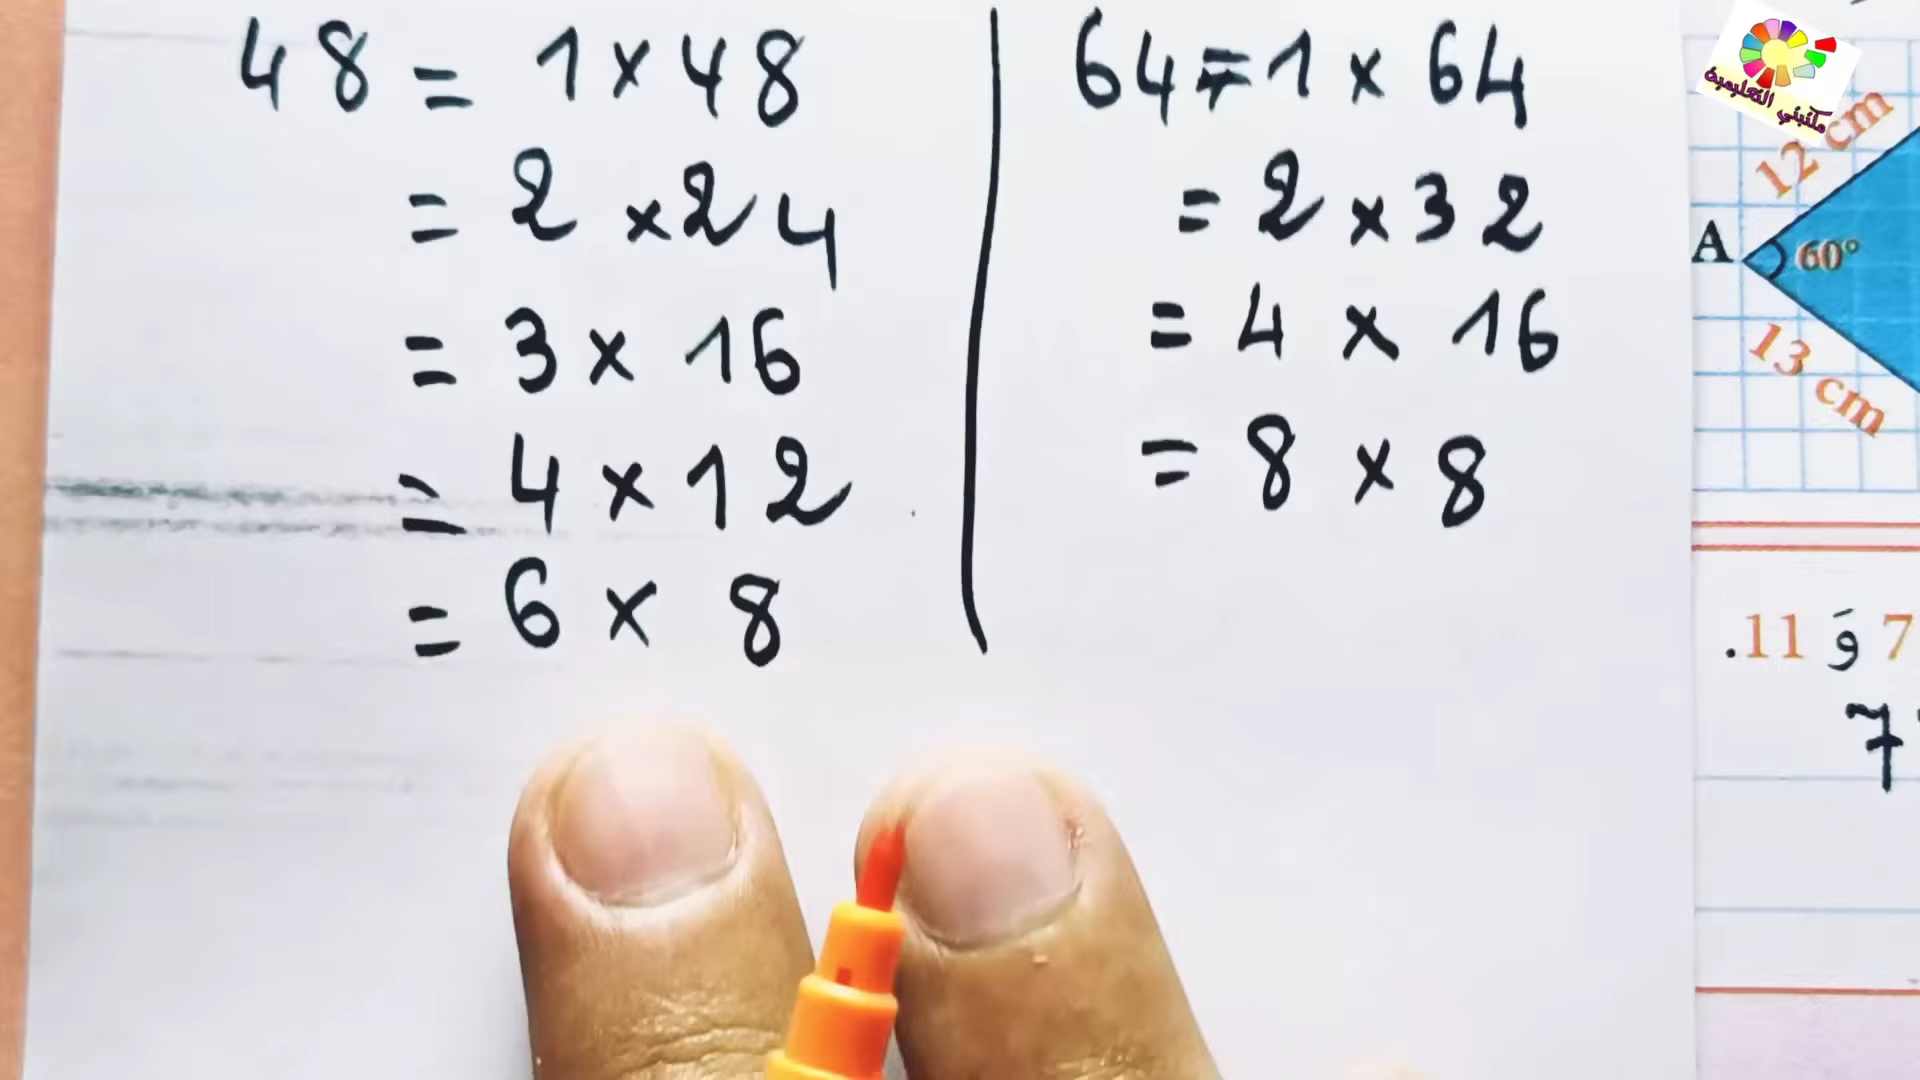 48 = 1 × 48
= 2 × 24
= 3 × 16
= 4 × 12
= 6 × 8
64 = 1 × 64
= 2 × 32
= 4 × 16
= 8 × 8
مكتبتي التعليمية
12 cm
A 60°
13 cm
7 وَ 11.
7